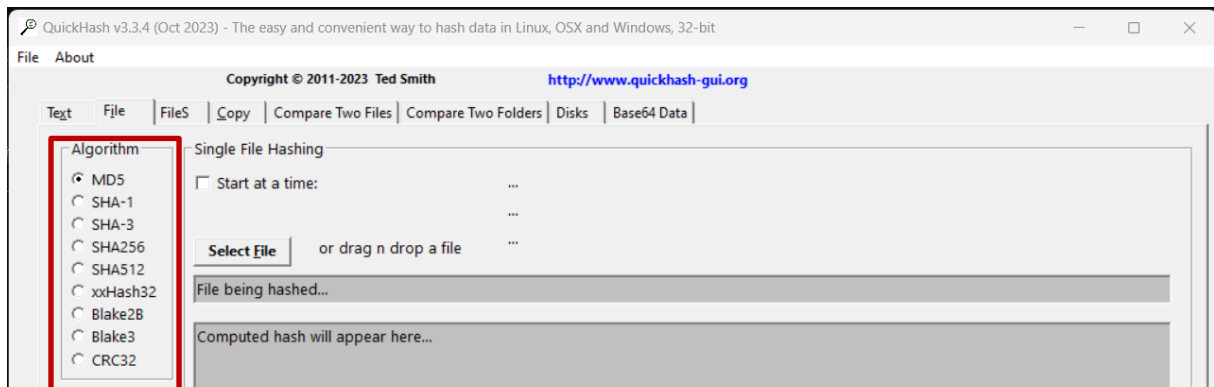 QuickHash v3.3.4 (Oct 2023) - The easy and convenient way to hash data in Linux, OSX and Windows, 32-bit
File About
Copyright © 2011-2023 Ted Smith http://www.quickhash-gui.org
Text File FileS Copy Compare Two Files Compare Two Folders Disks Base64 Data
Algorithm
MD5
SHA-1
SHA-3
SHA256
SHA512
xxHash32
Blake2B
Blake3
CRC32
Single File Hashing
Start at a time: ...
...
Select File or drag n drop a file ...
File being hashed...
Computed hash will appear here...